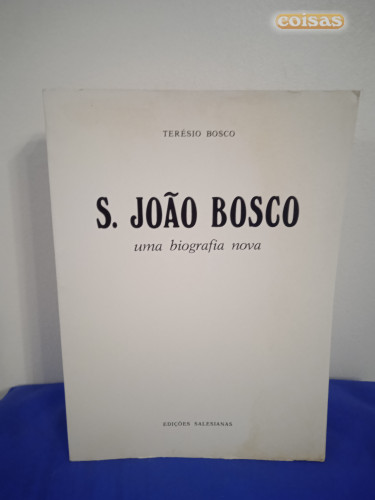 coisas
TERÉSIO BOSCO
S. JOÃO BOSCO
uma biografia nova
EDIÇÕES SALESIANAS